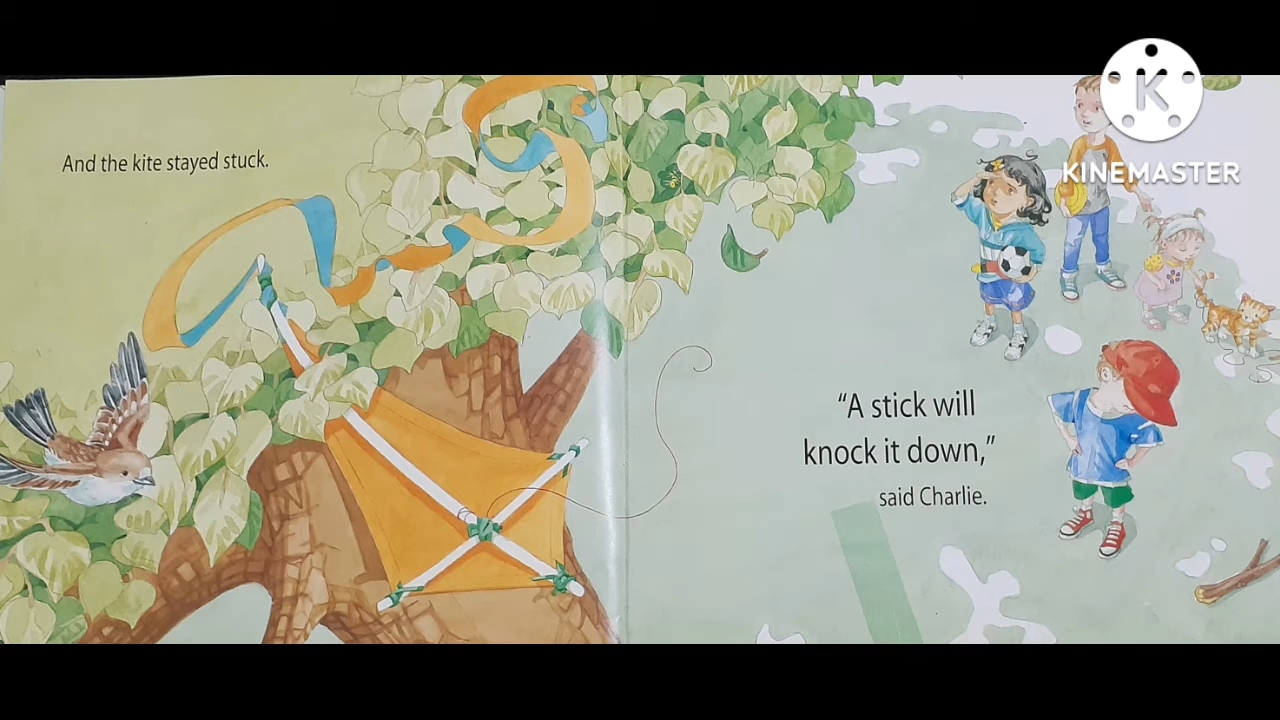 And the kite stayed stuck.
"A stick will
knock it down,"
said Charlie.
K
KINEMASTER